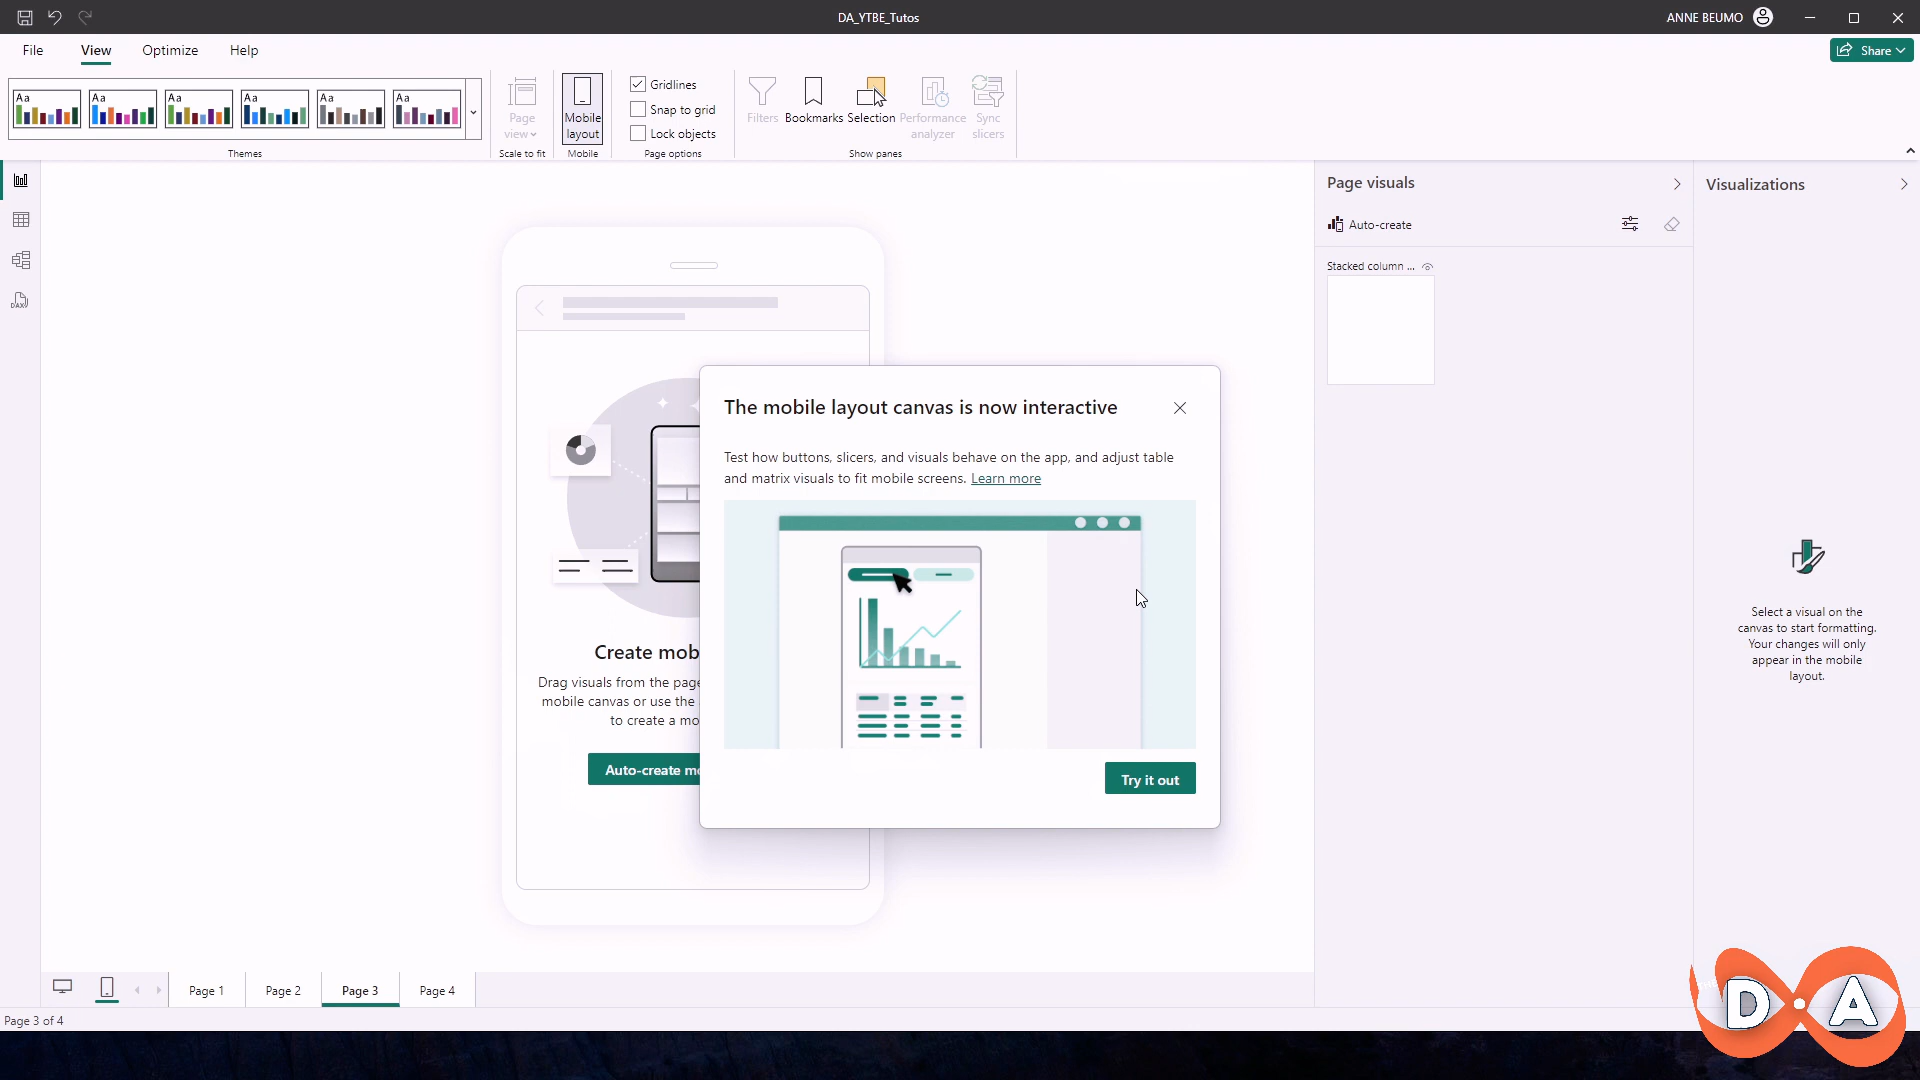 DA_YTBE_Tutos
ANNE BEUMO
File
View
Optimize
Help
Share
Aa
Aa
Aa
Aa
Aa
Aa
Themes
Page
view
Scale to fit
Mobile
layout
Mobile
Gridlines
Snap to grid
Lock objects
Page options
Filters
Bookmarks
Selection
Performance
analyzer
Sync
slicers
Show panes
DAX
Page visuals
Auto-create
Stacked column ...
Visualizations
Select a visual on the
canvas to start formatting.
Your changes will only
appear in the mobile
layout.
Create mob
Drag visuals from the page
mobile canvas or use the
to create a mo
Auto-create mo
The mobile layout canvas is now interactive
Test how buttons, slicers, and visuals behave on the app, and adjust table
and matrix visuals to fit mobile screens. Learn more
Try it out
Page 1
Page 2
Page 3
Page 4
Page 3 of 4
D A